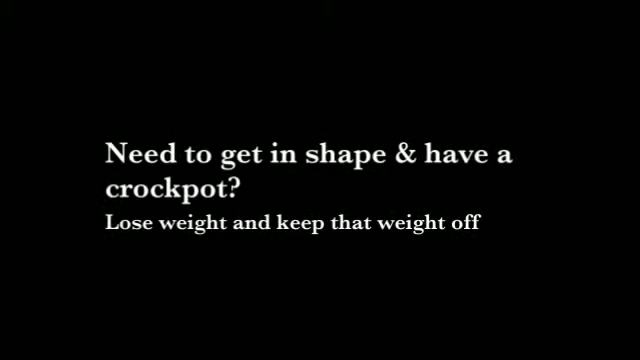 Need to get in shape & have a
crockpot?
Lose weight and keep that weight off